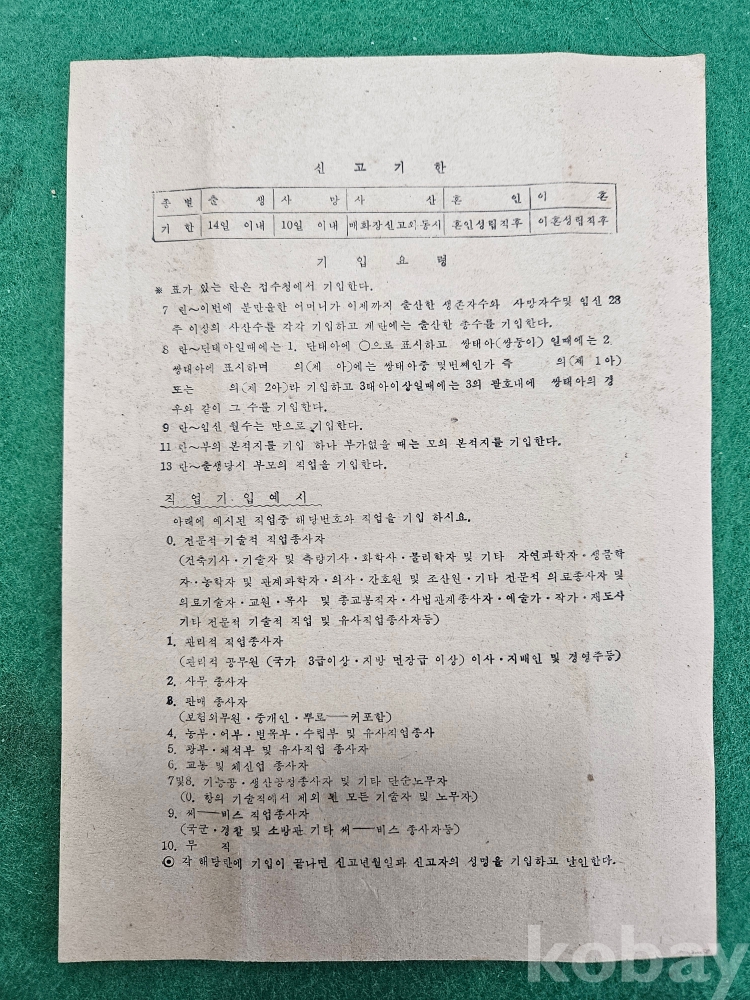 신고기한
종별 출생 사망 사산 혼인 이혼
기한 14일 이내 10일 이내 매화장신고와동시 혼인성립직후 이혼성립직후
기입요령
※ 표가 있는 란은 접수청에서 기입한다.
7 란~이번에 분만을한 어머니가 이제까지 출산한 생존자수와 사망자수및 임신 28
주 이상의 사산수를 각각 기입하고 계란에는 출산한 총수를 기입한다.
8 란~단태아일때에는 1. 단태아에 ○으로 표시하고 쌍태아(쌍둥이) 일때에는 2.
쌍태아에 표시하며 의(제 아)에는 쌍태아중 몇번째인가 즉 의(제 1아)
또는 의(제 2아)라 기입하고 3태아이상일때에는 3의 괄호내에 쌍태아의 경
우와 같이 그 수를 기입한다.
9 란~임신 월수는 만으로 기입한다.
11 란~부의 본적지를 기입 하나 부가없을 때는 모의 본적지를 기입한다.
13 란~출생당시 부모의 직업을 기입한다.
직업기입예시
아래에 예시된 직업중 해당번호와 직업을 기입 하시요.
0. 전문적 기술적 직업종사자
(건축기사·기술자 및 측량기사·화학사·물리학자 및 기타 자연과학자·생물학
자·농학자 및 관계과학자·의사·간호원 및 조산원·기타 전문적 의료종사자 및
의료기술자·교원·목사 및 종교봉직자·사법관계종사자·예술가·작가·재도사
기타 전문적 기술적 직업 및 유사직업종사자등)
1. 관리적 직업종사자
(관리적 공무원 (국가 3급이상·지방 면장급 이상) 이사·지배인 및 경영주등)
2. 사무 종사자
3. 판매 종사자
(보험외무원·중개인·뿌로──커포함)
4. 농부·어부·벌목부·수렵부 및 유사직업종사
5. 광부·채석부 및 유사직업 종사자
6. 교통 및 체신업 종사자
7및8. 기능공·생산공정종사자 및 기타 단순노무자
(0. 항의 기술직에서 제외 된 모든 기술자 및 노무자)
9. 써──비스 직업종사자
(국군·경찰 및 소방관 기타 써──비스 종사자등)
10. 무 직
◉ 각 해당란에 기입이 끝나면 신고년월일과 신고자의 성명을 기입하고 날인한다.
kobay